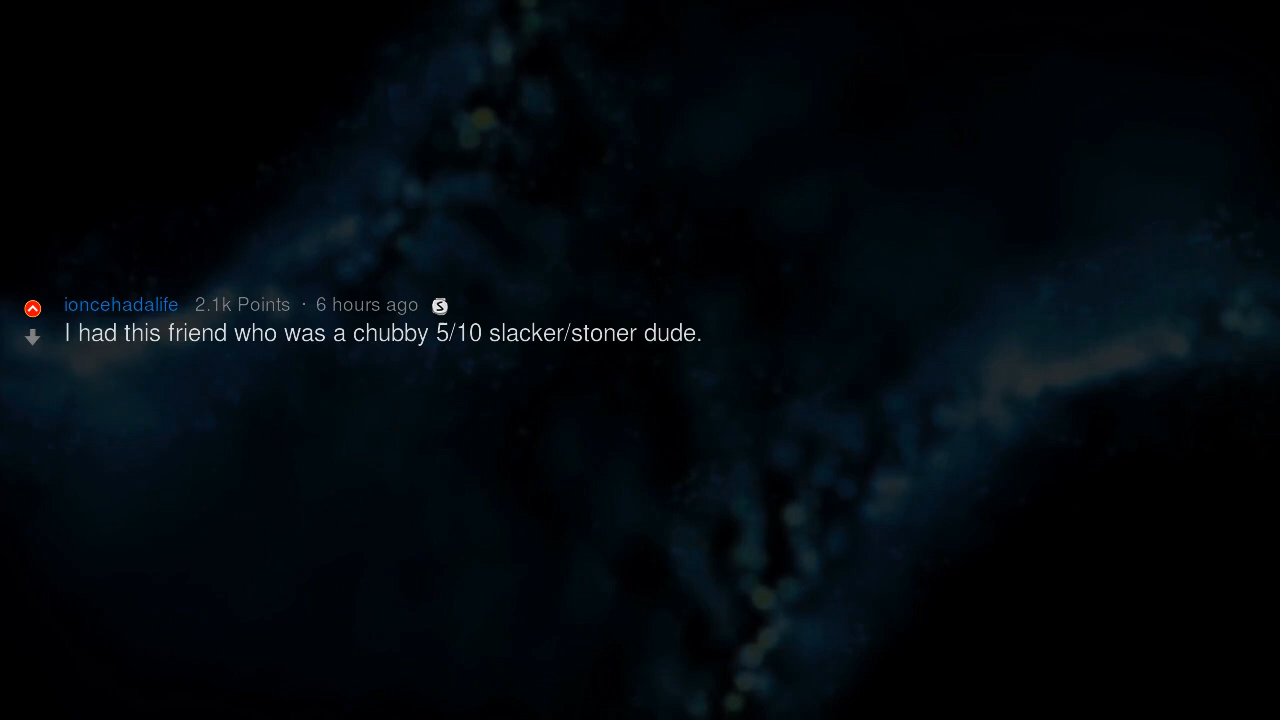 ioncehadalife 2.1k Points · 6 hours ago S
I had this friend who was a chubby 5/10 slacker/stoner dude.